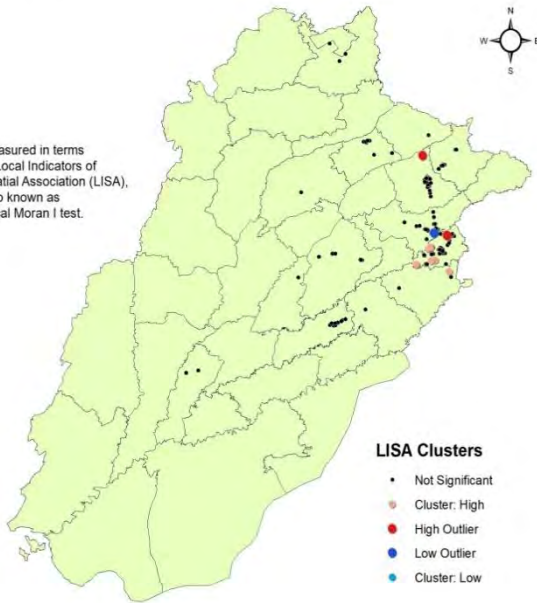 N
W E
S
asured in terms
Local Indicators of
atial Association (LISA),
o known as
al Moran I test.
LISA Clusters
Not Significant
Cluster: High
High Outlier
Low Outlier
Cluster: Low